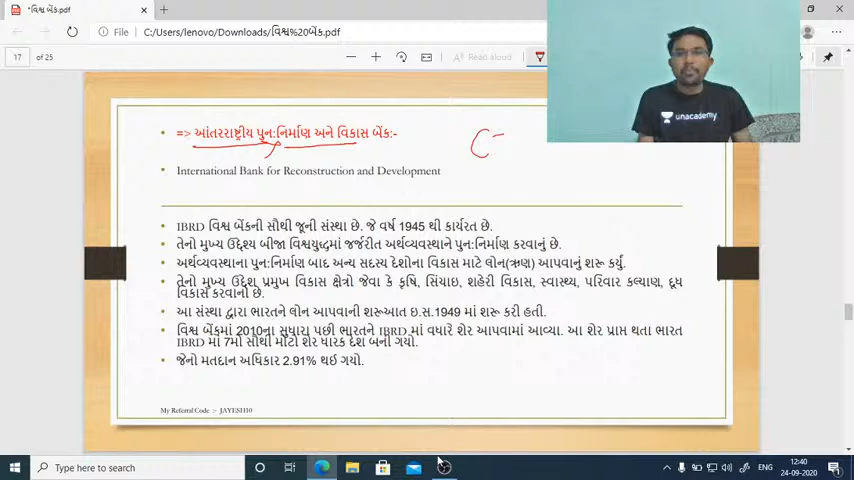 *વિશ્વ બેંક.pdf
File
C:/Users/lenovo/Downloads/વિશ્વ%20બેંક.pdf
17 of 25
Read aloud
unacademy
=> આંતરરાષ્ટ્રીય પુન:નિર્માણ અને વિકાસ બેંક:-
International Bank for Reconstruction and Development
IBRD વિશ્વ બેંકની સૌથી જૂની સંસ્થા છે. જે વર્ષ 1945 થી કાર્યરત છે.
તેનો મુખ્ય ઉદ્દેશ્ય બીજા વિશ્વયુદ્ધમાં જર્જરીત અર્થવ્યવસ્થાને પુન:નિર્માણ કરવાનું છે.
અર્થવ્યવસ્થાના પુન:નિર્માણ બાદ અન્ય સદસ્ય દેશોના વિકાસ માટે લોન(ઋણ) આપવાનું શરૂ કર્યું.
તેનો મુખ્ય ઉદ્દેશ પ્રમુખ વિકાસ ક્ષેત્રો જેવા કે કૃષિ, સિંચાઇ, શહેરી વિકાસ, સ્વાસ્થ્ય, પરિવાર કલ્યાણ, દૂધ
વિકાસ કરવાની છે.
આ સંસ્થા દ્વારા ભારતને લોન આપવાની શરૂઆત ઇ.સ.1949 માં શરૂ કરી હતી.
વિશ્વ બેંકમાં 2010ના સુધારા પછી ભારતને IBRD માં વધારે શેર આપવામાં આવ્યા. આ શેર પ્રાપ્ત થતા ભારત
IBRD માં 7મો સૌથી મોટો શેર ધારક દેશ બની ગયો.
જેનો મતદાન અધિકાર 2.91% થઈ ગયો.
My Referral Code :- JAYESH10
Type here to search
ENG
12:40
24-09-2020